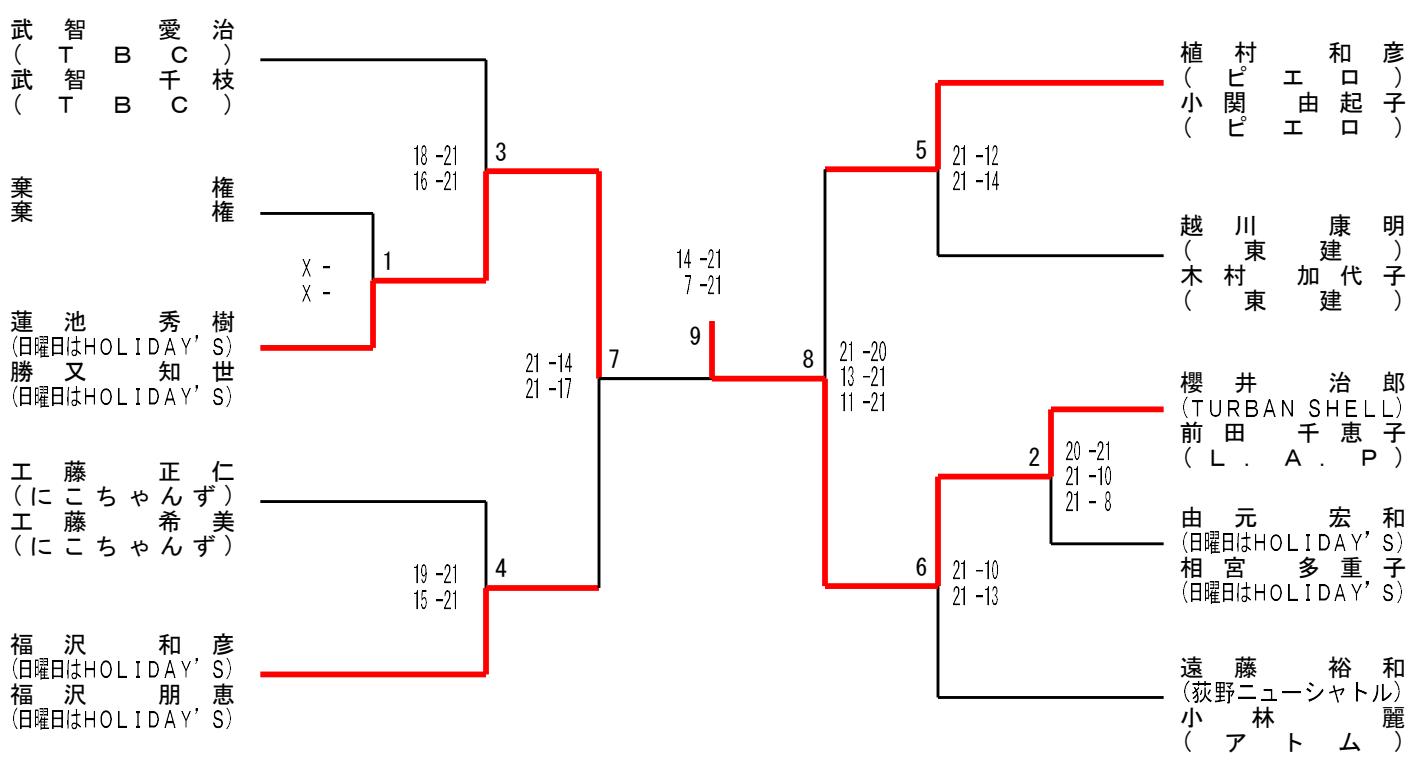 武智 愛治
(TBC)
武智 千枝
(TBC)
棄権
棄権
蓮池 秀樹
(日曜日はHOLIDAY'S)
勝又 知世
(日曜日はHOLIDAY'S)
工藤 正仁
(にこちゃんず)
工藤 希美
(にこちゃんず)
福沢 和彦
(日曜日はHOLIDAY'S)
福沢 朋恵
(日曜日はHOLIDAY'S)
3
18 -21
16 -21
1
X -
X -
7
21 -14
21 -17
4
19 -21
15 -21
14 -21
7 -21
9
8
21 -20
13 -21
11 -21
5
21 -12
21 -14
2
20 -21
21 -10
21 - 8
6
21 -10
21 -13
植村 和彦
(ピエロ)
小関 由起子
(ピエロ)
越川 康明
(東建)
木村 加代子
(東建)
櫻井 治郎
(TURBAN SHELL)
前田 千恵子
(L.A.P)
由元 宏和
(日曜日はHOLIDAY'S)
相宮 多重子
(日曜日はHOLIDAY'S)
遠藤 裕和
(荻野ニューシャトル)
小林 麗
(アトム)